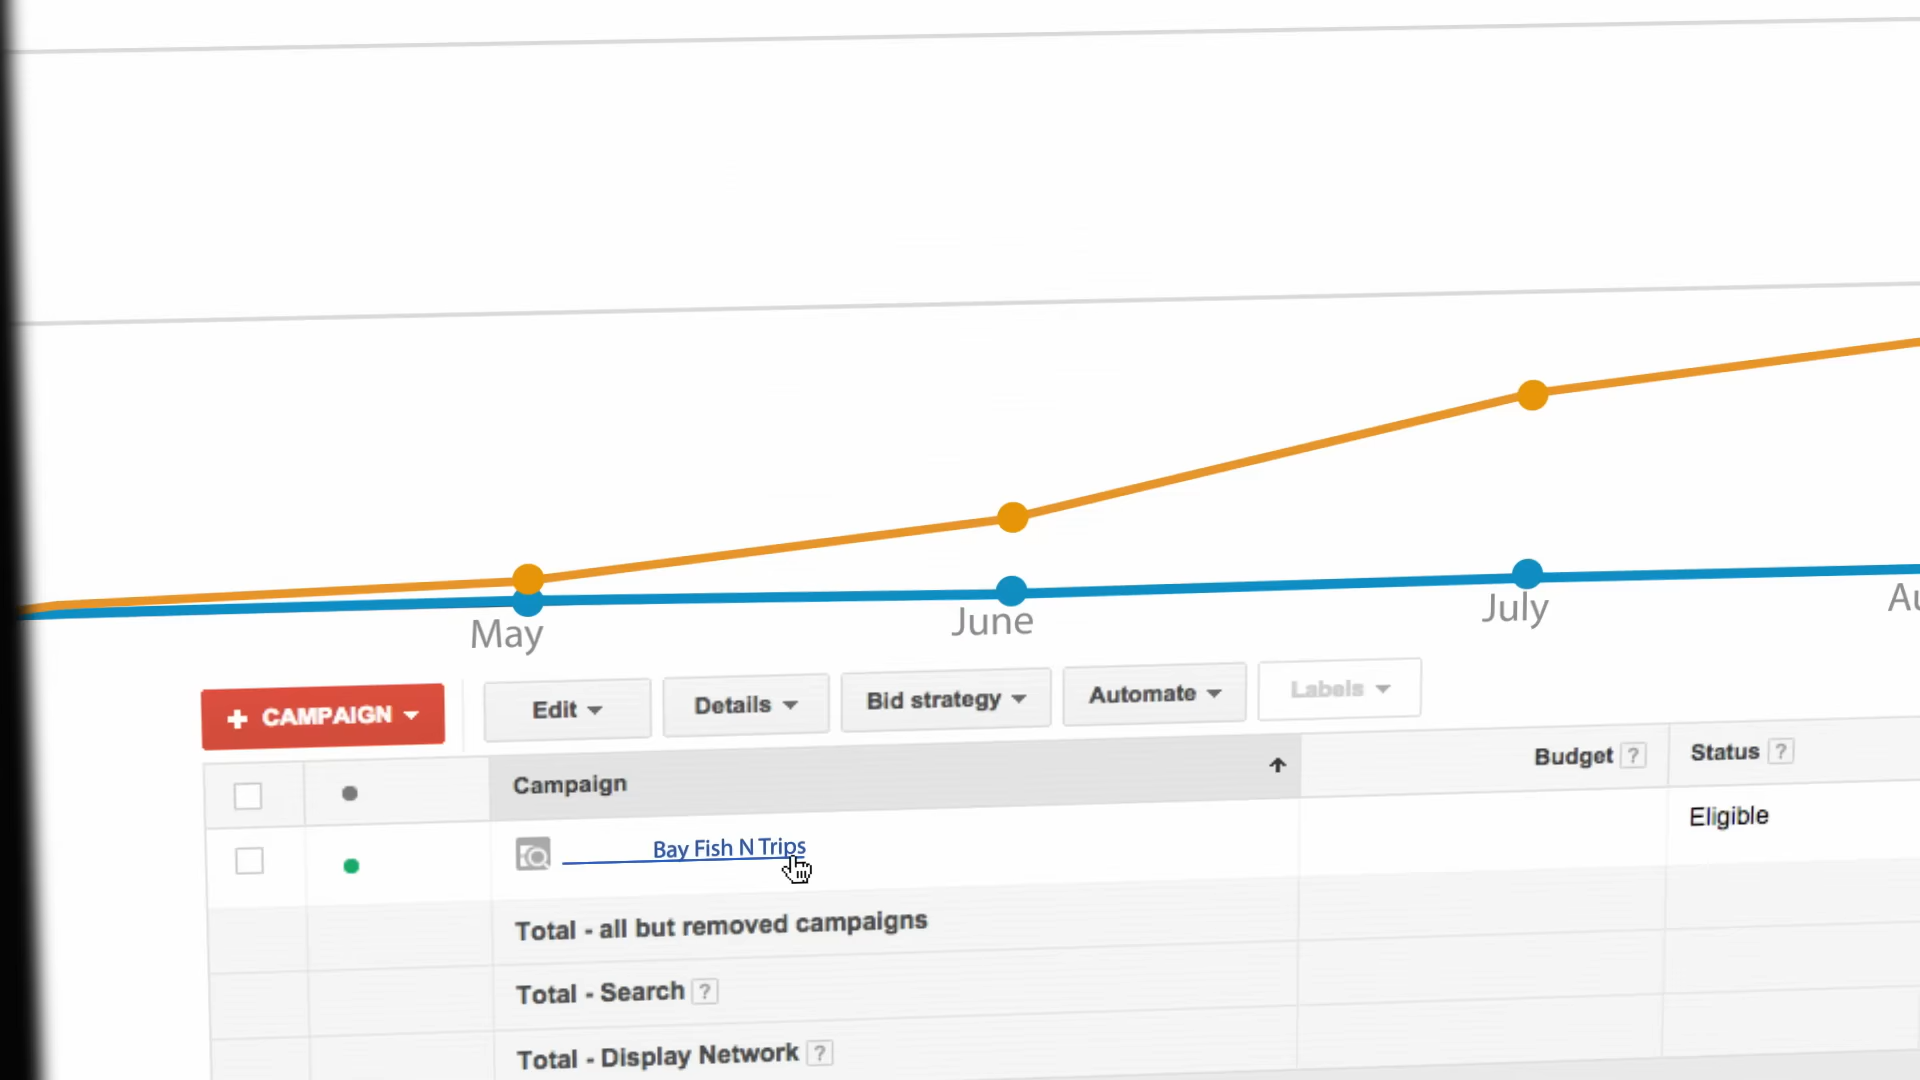 May June July Au
+ CAMPAIGN Edit Details Bid strategy Automate Labels
Campaign Budget ? Status ?
Bay Fish N Trips Eligible
Total - all but removed campaigns
Total - Search ?
Total - Display Network ?